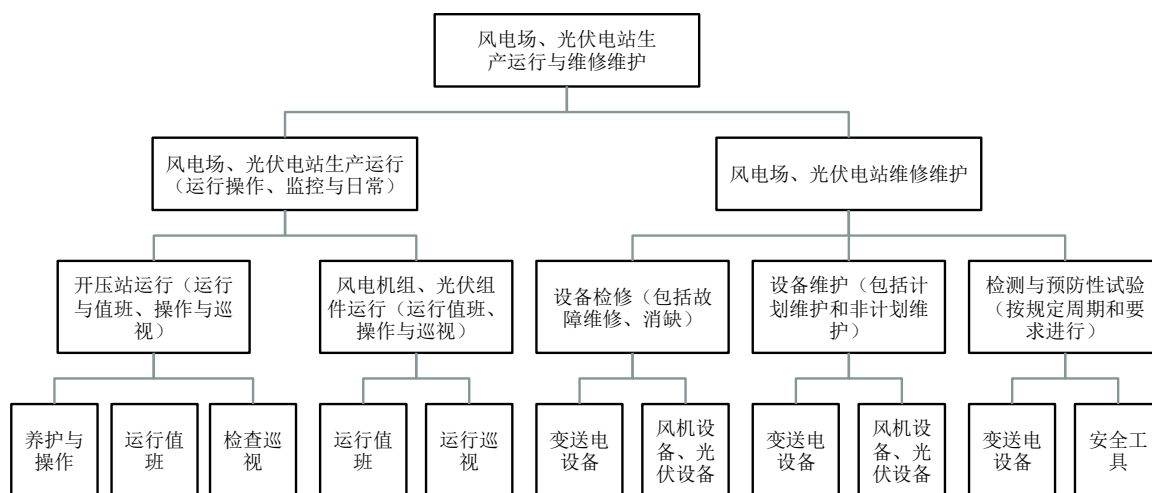 风电场、光伏电站生
产运行与维修维护
风电场、光伏电站生产运行
（运行操作、监控与日常）
风电场、光伏电站维修维护
开压站运行（运行
与值班、操作与巡
视）
风电机组、光伏组
件运行（运行值班、
操作与巡视）
设备检修（包括故
障维修、消缺）
设备维护（包括计
划维护和非计划维
护）
检测与预防性试验
（按规定周期和要
求进行）
养护与
操作
运行值
班
检查巡
视
运行值
班
运行巡
视
变送电
设备
风机设
备、光
伏设备
变送电
设备
风机设
备、光
伏设备
变送电
设备
安全工
具